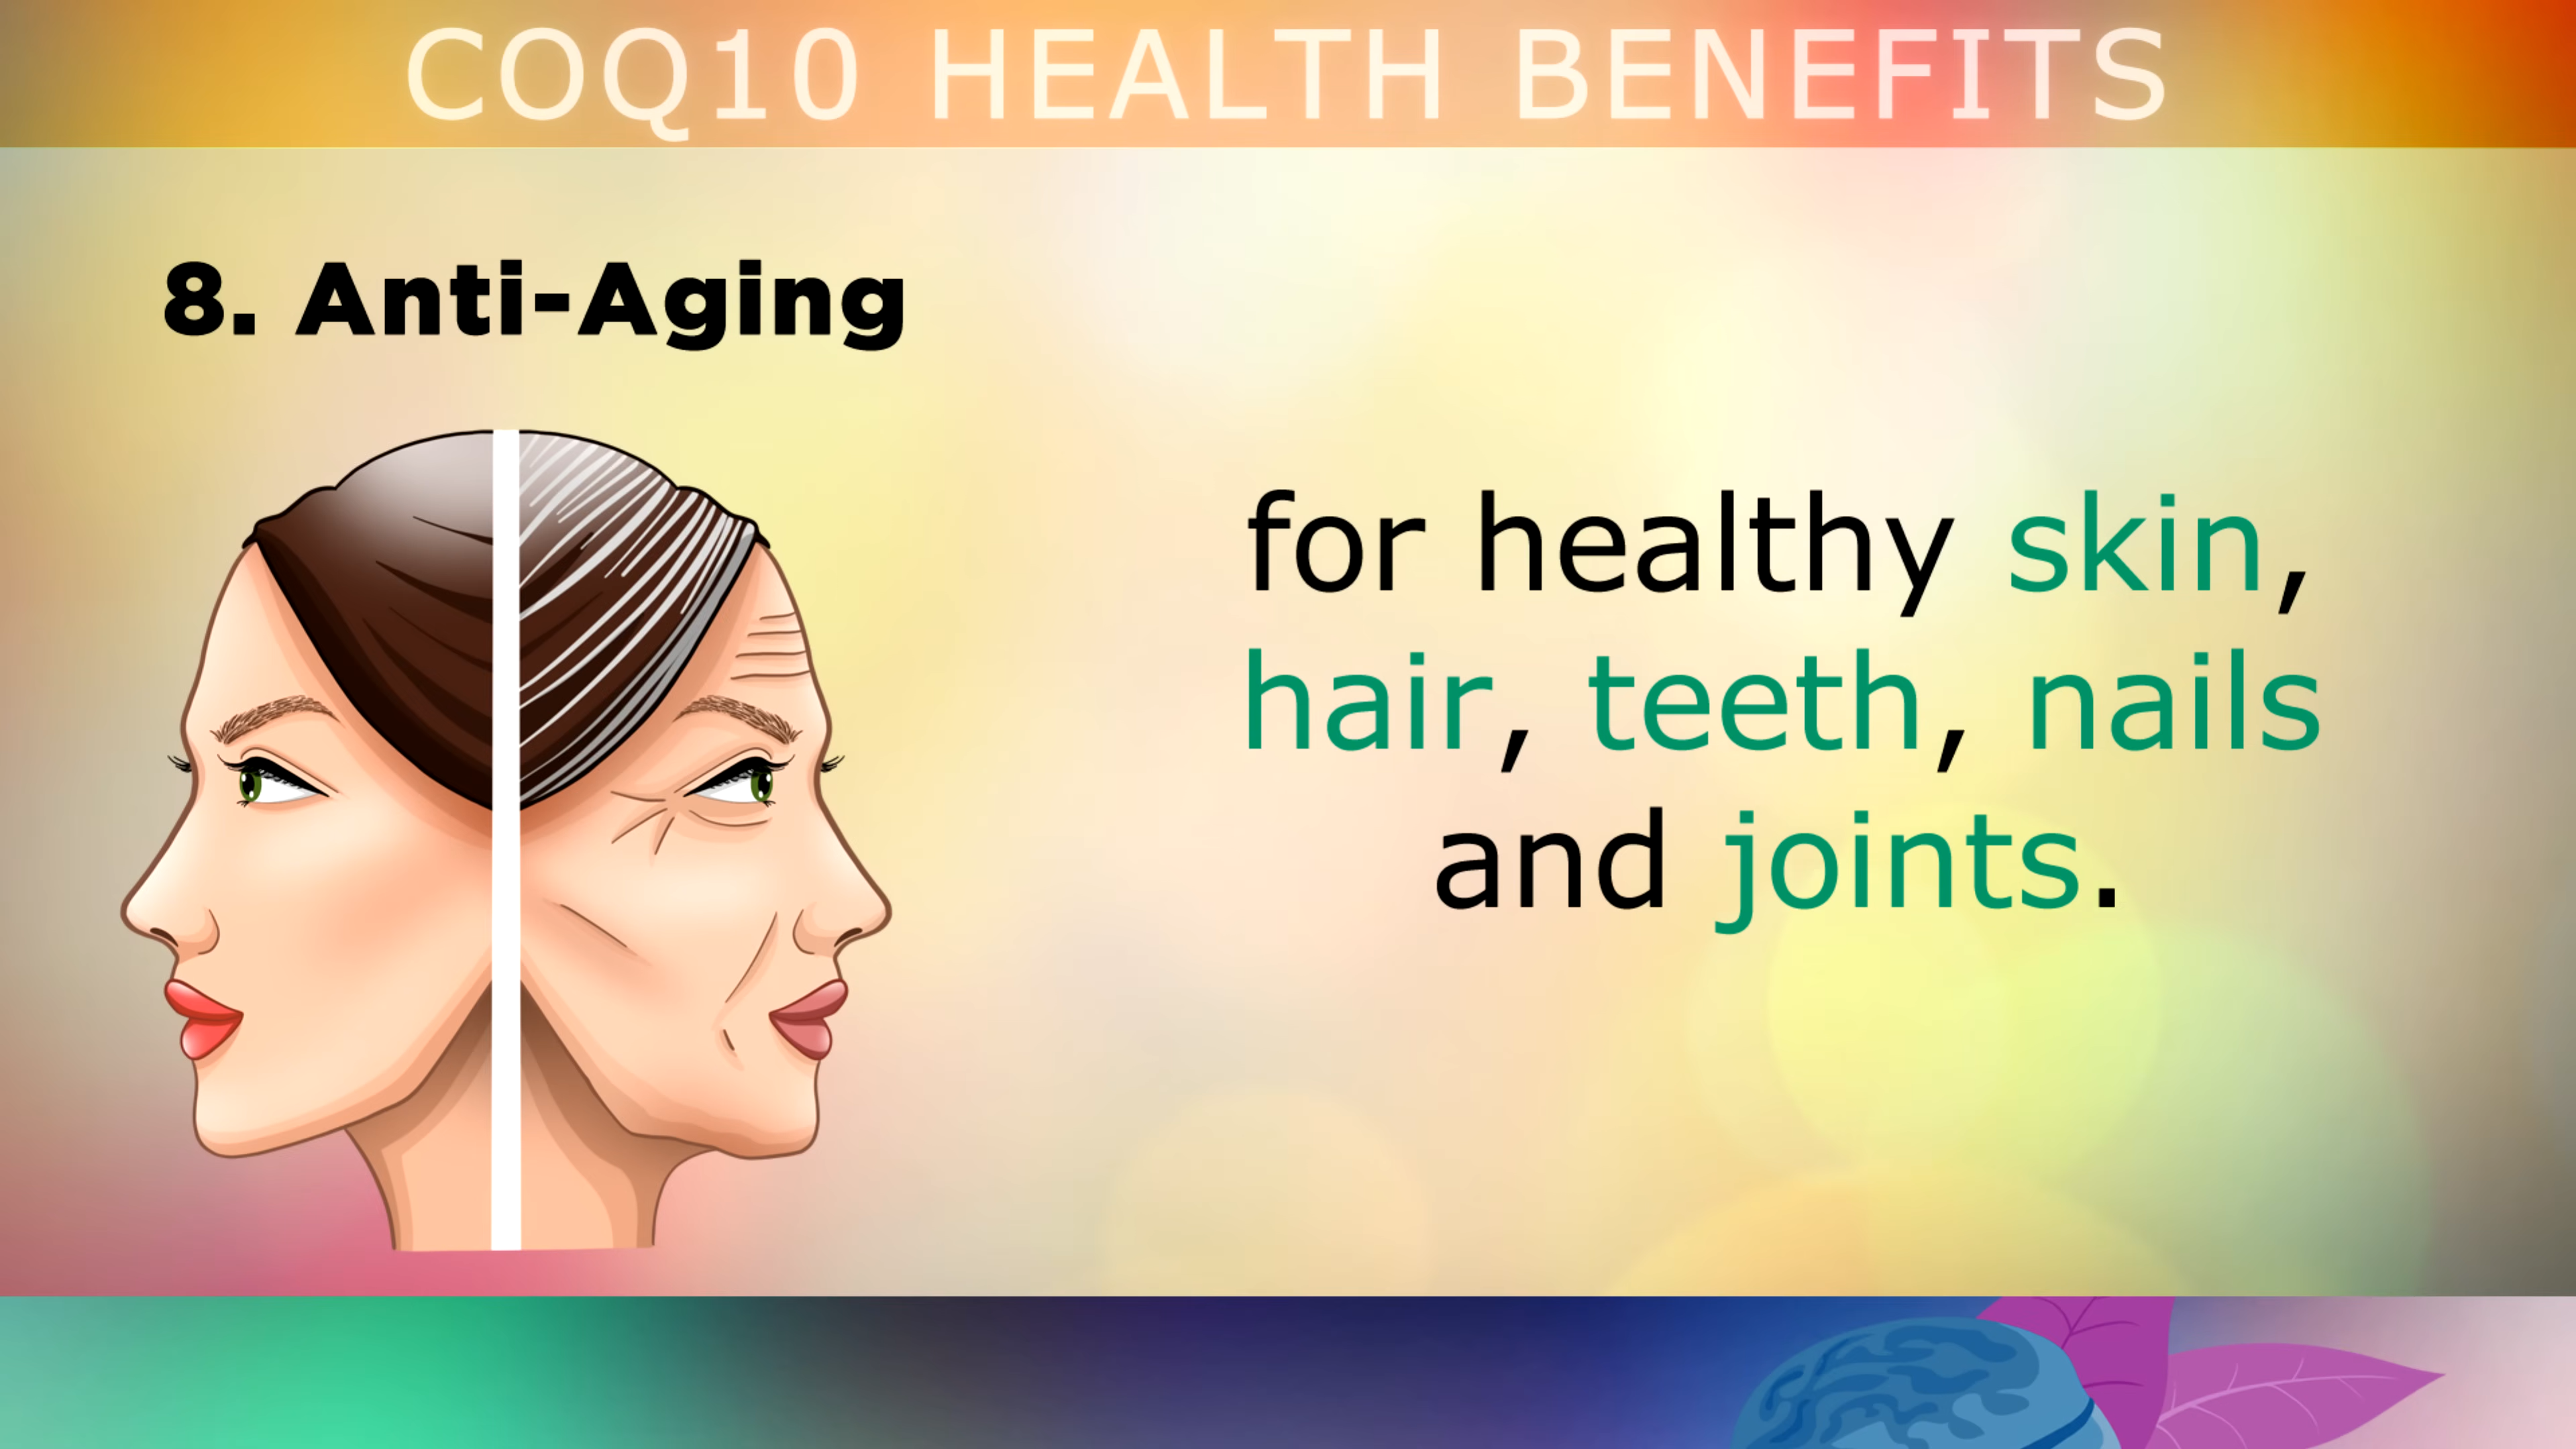 COQ10 HEALTH BENEFITS
8. Anti-Aging
for healthy skin,
hair, teeth, nails
and joints.